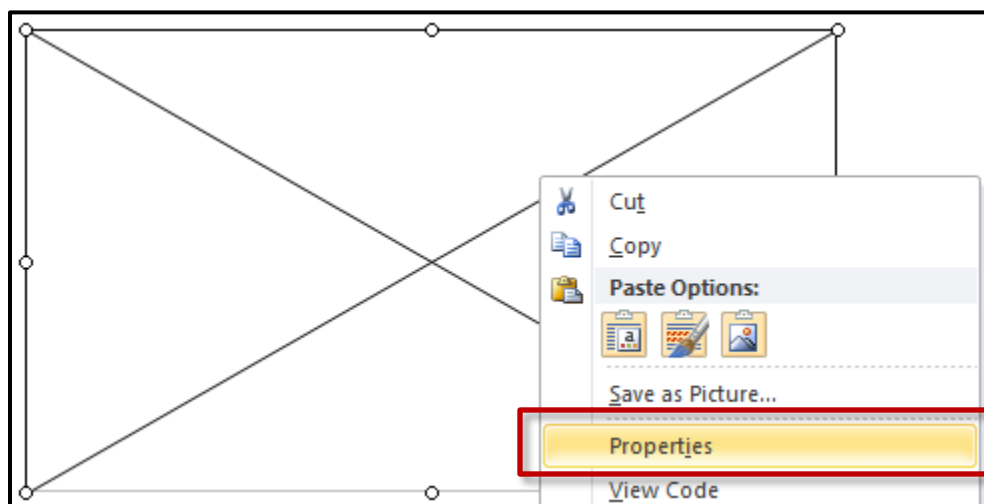 Cut
Copy
Paste Options:
a
Save as Picture...
Properties
View Code